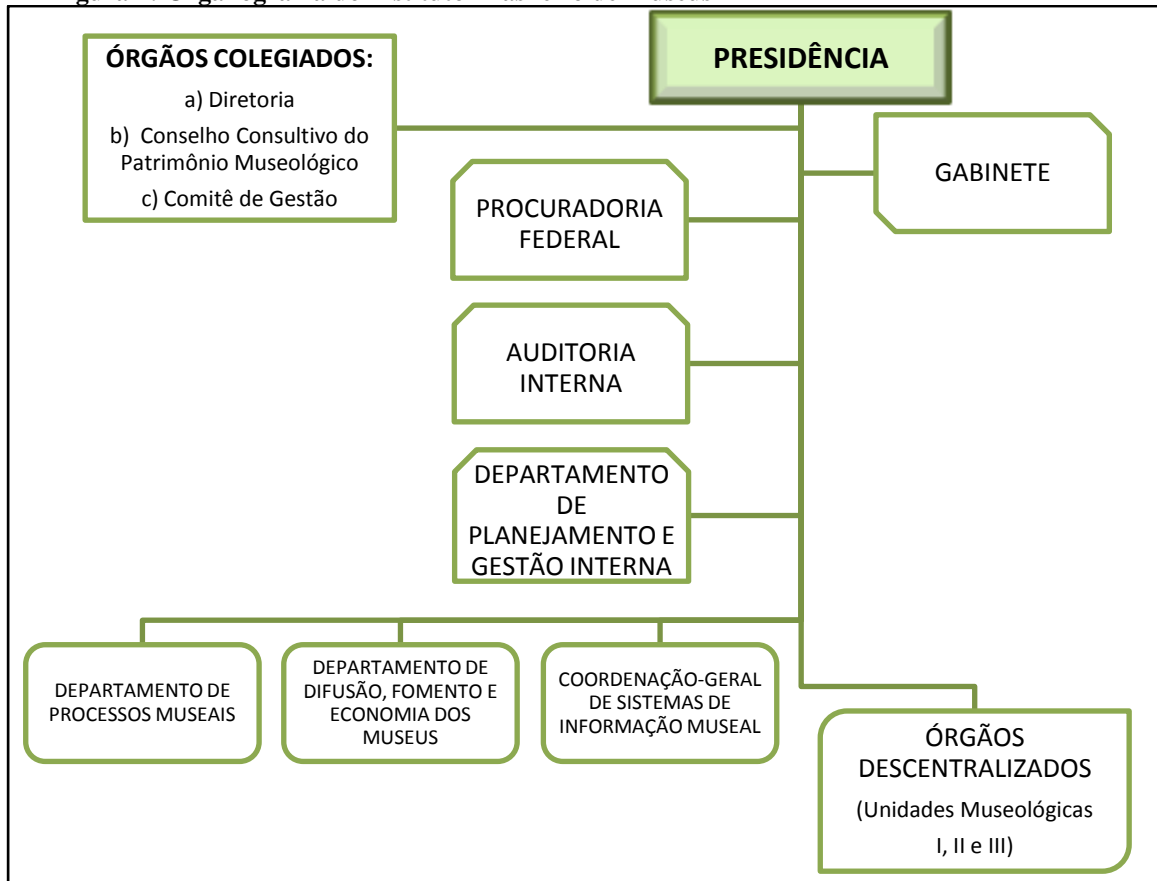 ÓRGÃOS COLEGIADOS:
a) Diretoria
b) Conselho Consultivo do
Patrimônio Museológico
c) Comitê de Gestão
PRESIDÊNCIA
GABINETE
PROCURADORIA
FEDERAL
AUDITORIA
INTERNA
DEPARTAMENTO
DE
PLANEJAMENTO E
GESTÃO INTERNA
DEPARTAMENTO DE
PROCESSOS MUSEAIS
DEPARTAMENTO DE
DIFUSÃO, FOMENTO E
ECONOMIA DOS
MUSEUS
COORDENAÇÃO-GERAL
DE SISTEMAS DE
INFORMAÇÃO MUSEAL
ÓRGÃOS
DESCENTRALIZADOS
(Unidades Museológicas
I, II e III)